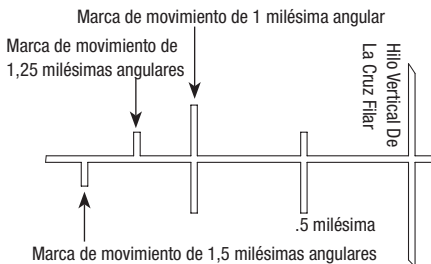 Marca de movimiento de 1 milésima angular
Marca de movimiento de
1,25 milésimas angulares
Hilo Vertical De
La Cruz Filar
.5 milésima
Marca de movimiento de 1,5 milésimas angulares